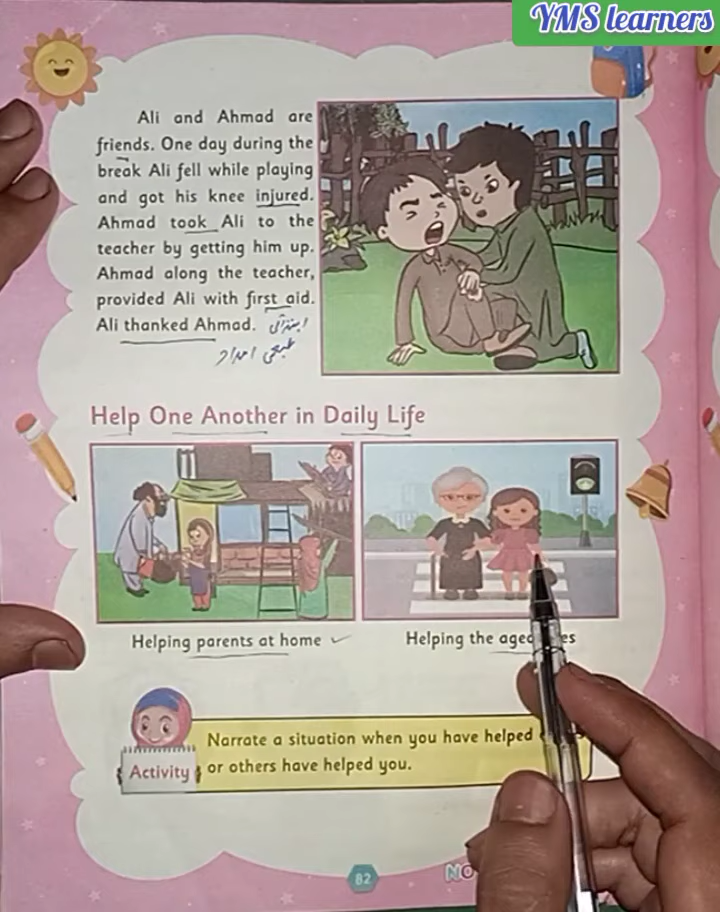 YMS learners
Ali and Ahmad are
friends. One day during the
break Ali fell while playing
and got his knee injured.
Ahmad took Ali to the
teacher by getting him up.
Ahmad along the teacher,
provided Ali with first aid.
Ali thanked Ahmad.
طبعی امداد
Help One Another in Daily Life
Helping parents at home
Helping the aged
Narrate a situation when you have helped
Activity
or others have helped you.
82